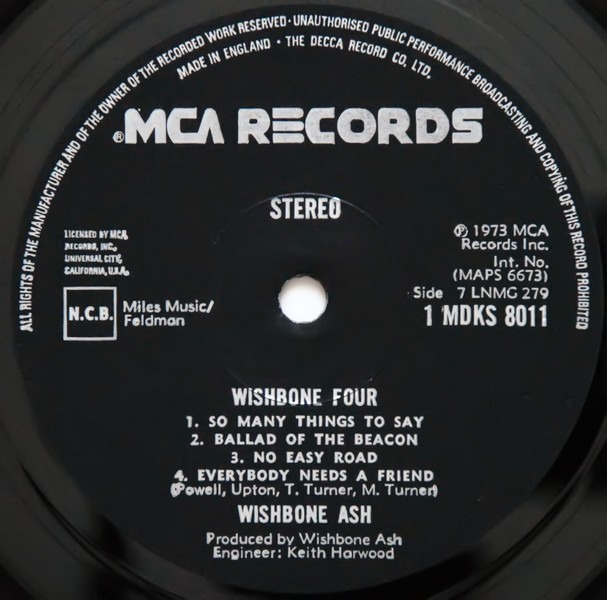 ALL RIGHTS OF THE MANUFACTURER AND OF THE OWNER OF THE RECORDED WORK RESERVED · UNAUTHORISED PUBLIC PERFORMANCE BROADCASTING AND COPYING OF THIS RECORD PROHIBITED
MADE IN ENGLAND · THE DECCA RECORD CO. LTD.
® MCA RECORDS
STEREO
LICENSED BY MCA
RECORDS, INC.,
UNIVERSAL CITY,
CALIFORNIA, U.S.A.
N.C.B.
Miles Music/
Feldman
℗ 1973 MCA
Records Inc.
Int. No.
(MAPS 6673)
Side 7 LNMG 279
1 MDKS 8011
WISHBONE FOUR
1. SO MANY THINGS TO SAY
2. BALLAD OF THE BEACON
3. NO EASY ROAD
4. EVERYBODY NEEDS A FRIEND
(Powell, Upton, T. Turner, M. Turner)
WISHBONE ASH
Produced by Wishbone Ash
Engineer: Keith Harwood